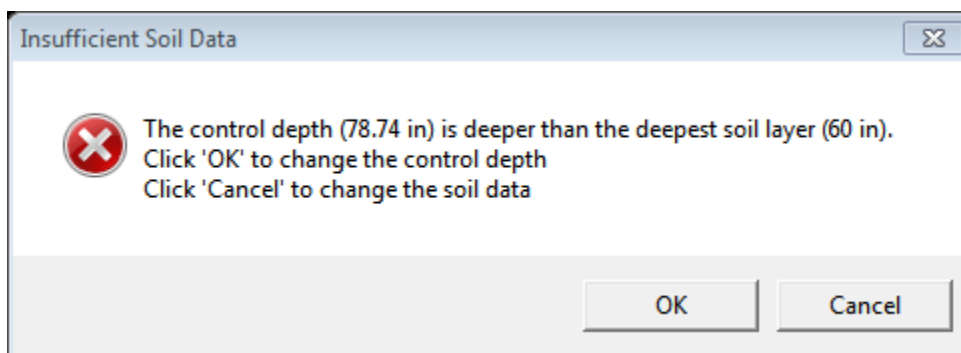 Insufficient Soil Data
The control depth (78.74 in) is deeper than the deepest soil layer (60 in).
Click 'OK' to change the control depth
Click 'Cancel' to change the soil data
OK
Cancel